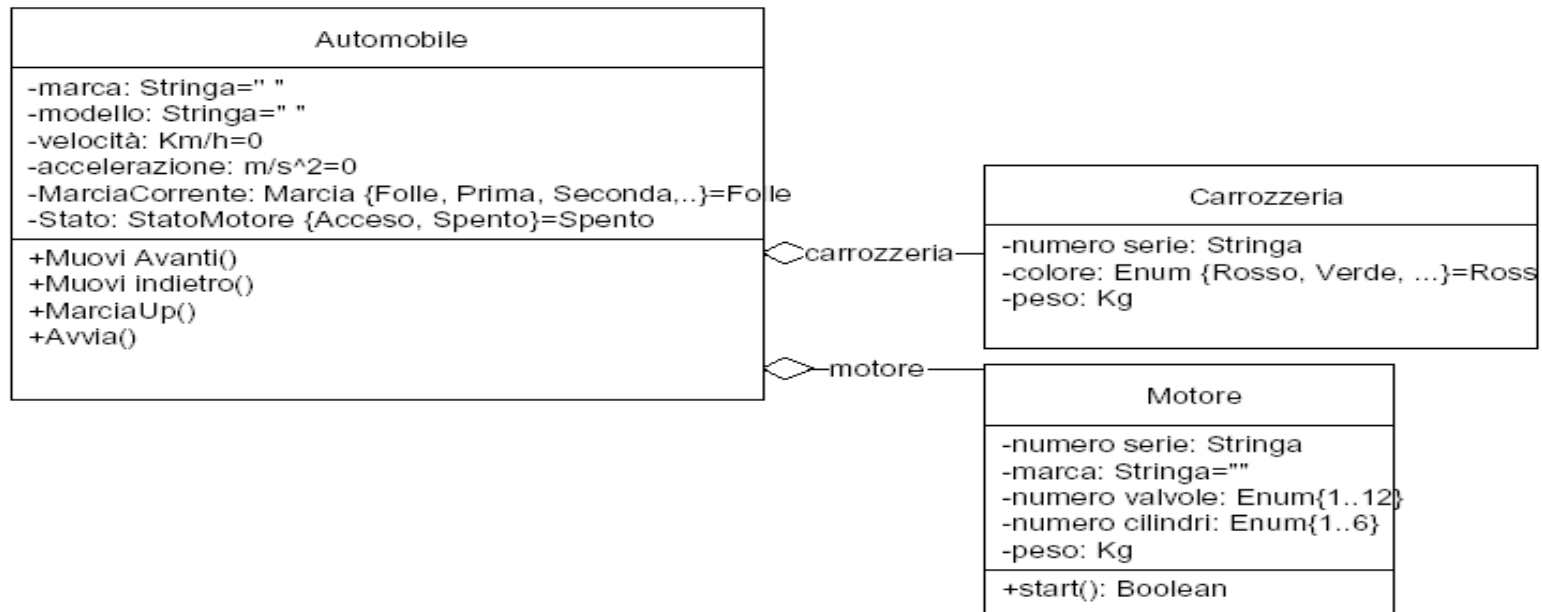 Automobile
-marca: Stringa=" "
-modello: Stringa=" "
-velocità: Km/h=0
-accelerazione: m/s^2=0
-MarciaCorrente: Marcia {Folle, Prima, Seconda,..}=Folle
-Stato: StatoMotore {Acceso, Spento}=Spento
+Muovi Avanti()
+Muovi indietro()
+MarciaUp()
+Avvia()
carrozzeria
motore
Carrozzeria
-numero serie: Stringa
-colore: Enum {Rosso, Verde, ...}=Ross
-peso: Kg
Motore
-numero serie: Stringa
-marca: Stringa=""
-numero valvole: Enum{1..12}
-numero cilindri: Enum{1..6}
-peso: Kg
+start(): Boolean